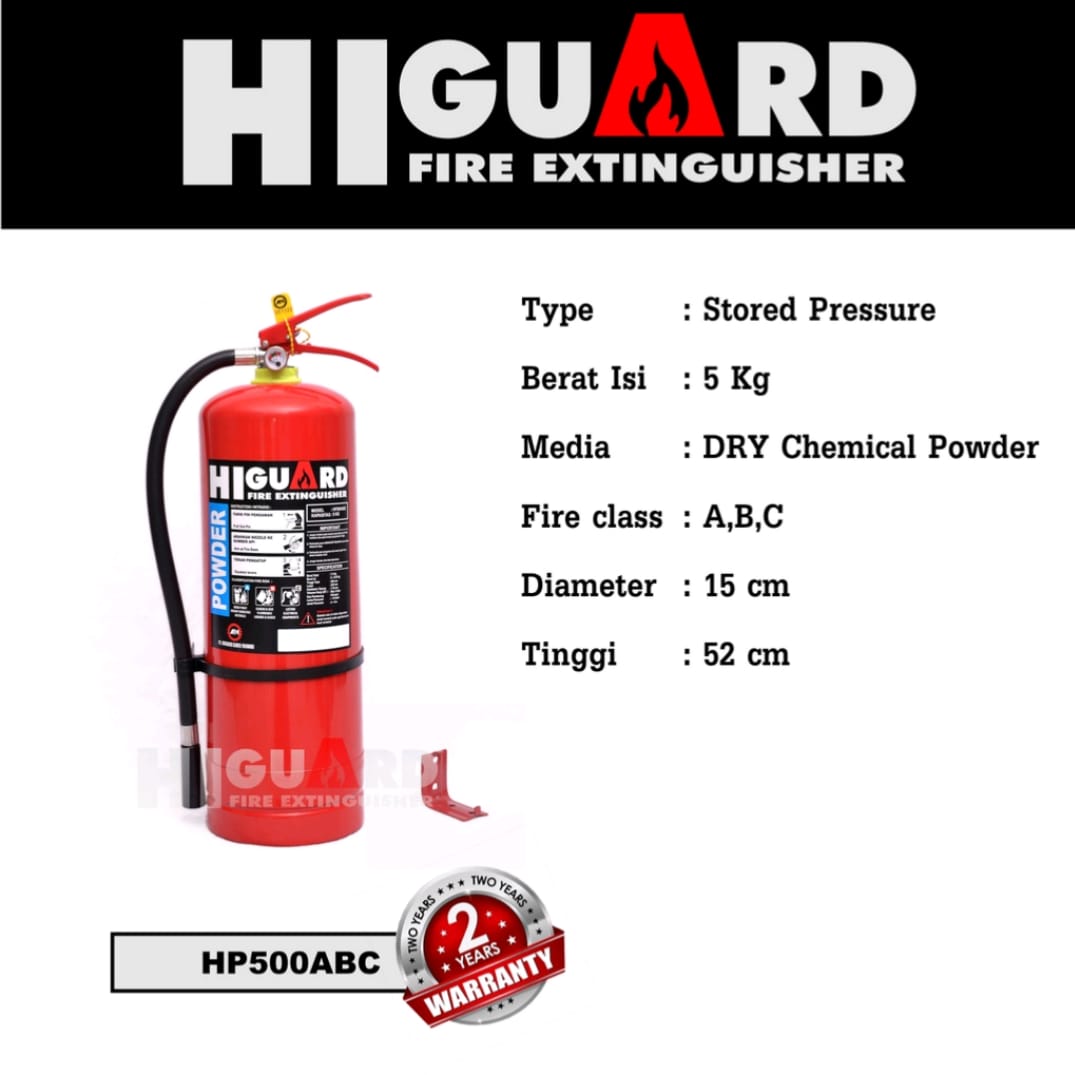 HIGUARD
FIRE EXTINGUISHER
Type : Stored Pressure
Berat Isi : 5 Kg
Media : DRY Chemical Powder
Fire class : A,B,C
Diameter : 15 cm
Tinggi : 52 cm
HIGUARD
FIRE EXTINGUISHER
POWDER
HIGUARD
FIRE EXTINGUISHER
HP500ABC
TWO YEARS ★★★ TWO YEARS
2
YEARS
WARRANTY